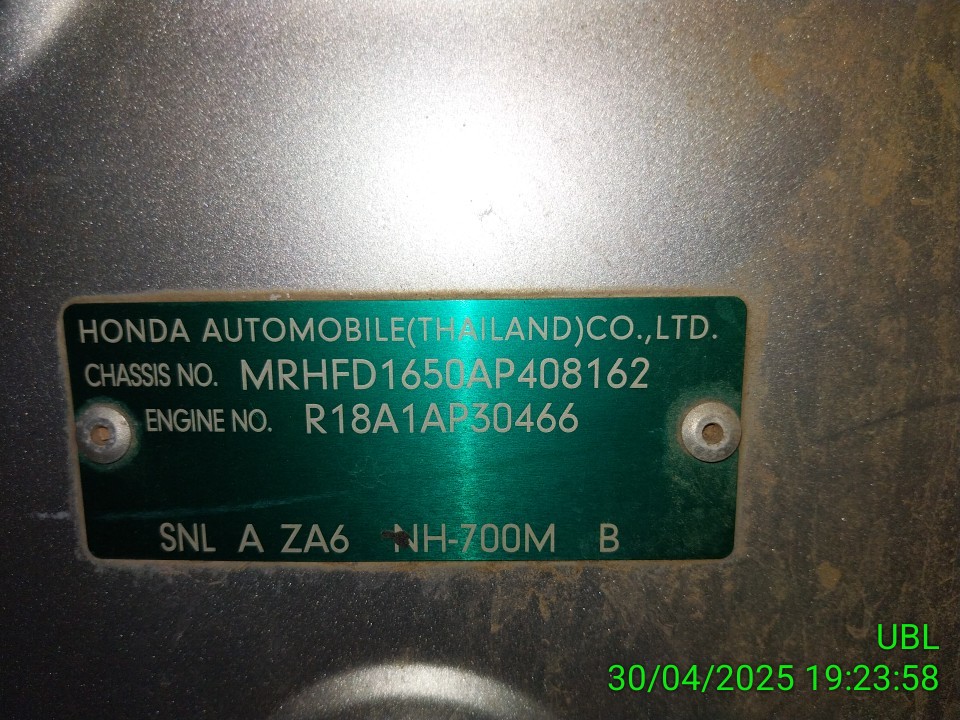 HONDA AUTOMOBILE(THAILAND)CO.,LTD.
CHASSIS NO. MRHFD1650AP408162
ENGINE NO. R18A1AP30466
SNL A ZA6 NH-700M B
UBL
30/04/2025 19:23:58